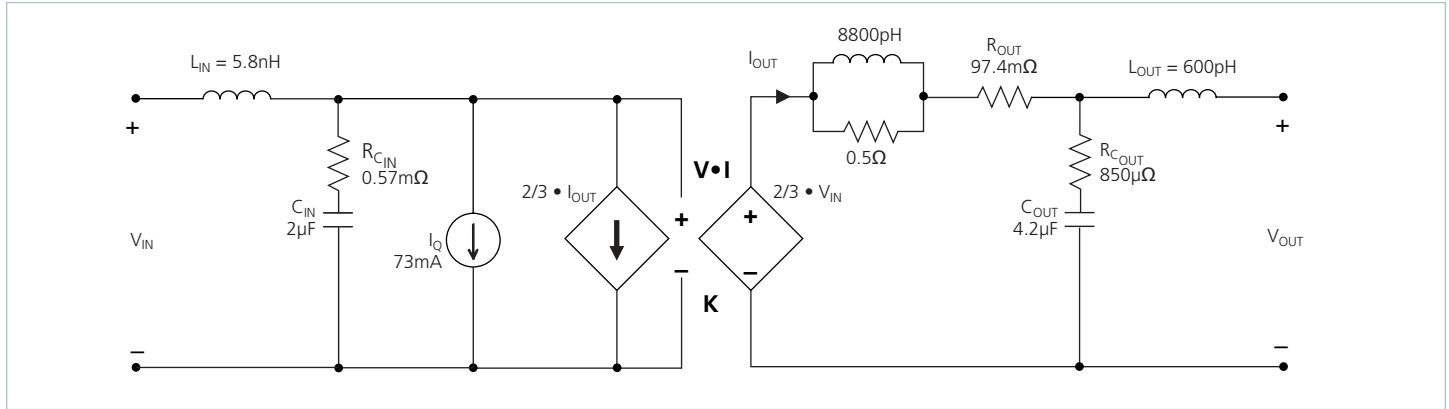 L_IN = 5.8nH
+
R_C_IN
0.57mΩ
C_IN
2µF
V_IN
I_Q
73mA
2/3 • I_OUT
V•I
+
−
K
2/3 • V_IN
+
−
I_OUT
8800pH
0.5Ω
R_OUT
97.4mΩ
L_OUT = 600pH
+
R_C_OUT
850µΩ
C_OUT
4.2µF
V_OUT
−
−